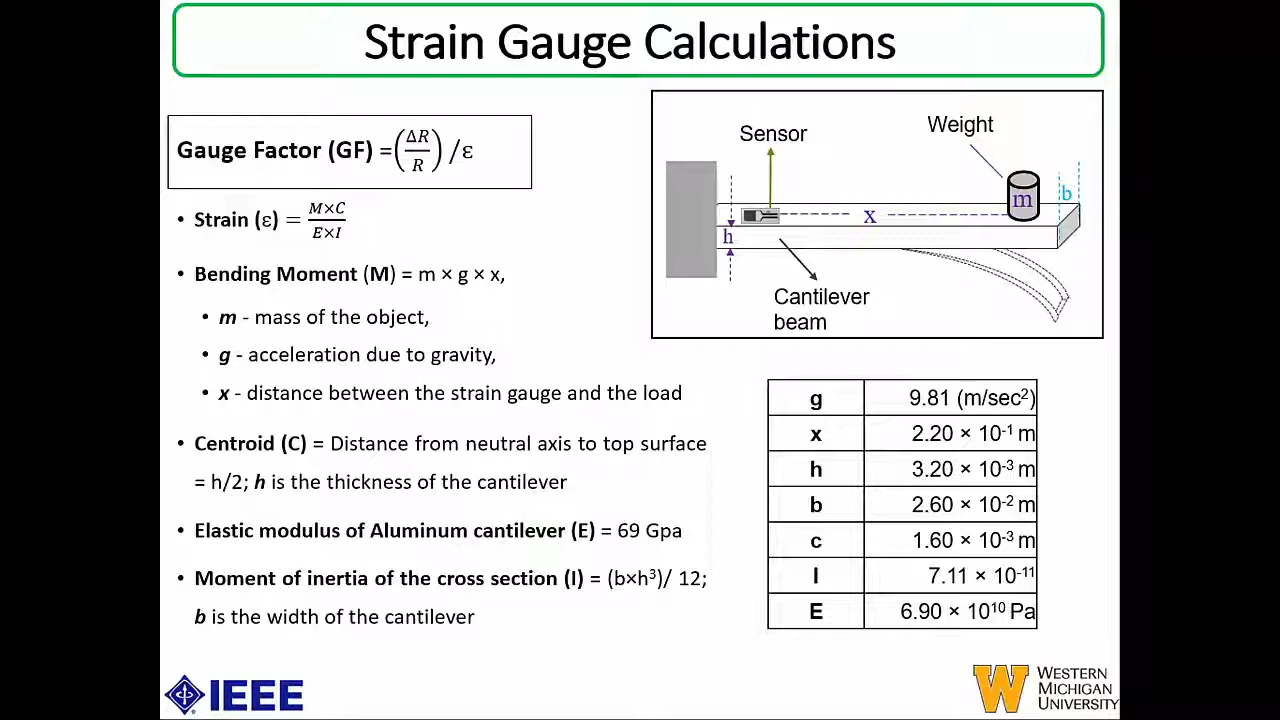 Strain Gauge Calculations
Gauge Factor (GF) =(ΔR/R) /ε
• Strain (ε) = M×C/E×I
• Bending Moment (M) = m × g × x,
• m - mass of the object,
• g - acceleration due to gravity,
• x - distance between the strain gauge and the load
• Centroid (C) = Distance from neutral axis to top surface
= h/2; h is the thickness of the cantilever
• Elastic modulus of Aluminum cantilever (E) = 69 Gpa
• Moment of inertia of the cross section (I) = (b×h³)/ 12;
b is the width of the cantilever
Sensor
Weight
m
b
x
h
Cantilever
beam
g 9.81 (m/sec²)
x 2.20 × 10⁻¹ m
h 3.20 × 10⁻³ m
b 2.60 × 10⁻² m
c 1.60 × 10⁻³ m
I 7.11 × 10⁻¹¹
E 6.90 × 10¹⁰ Pa
IEEE
W
WESTERN
MICHIGAN
UNIVERSITY